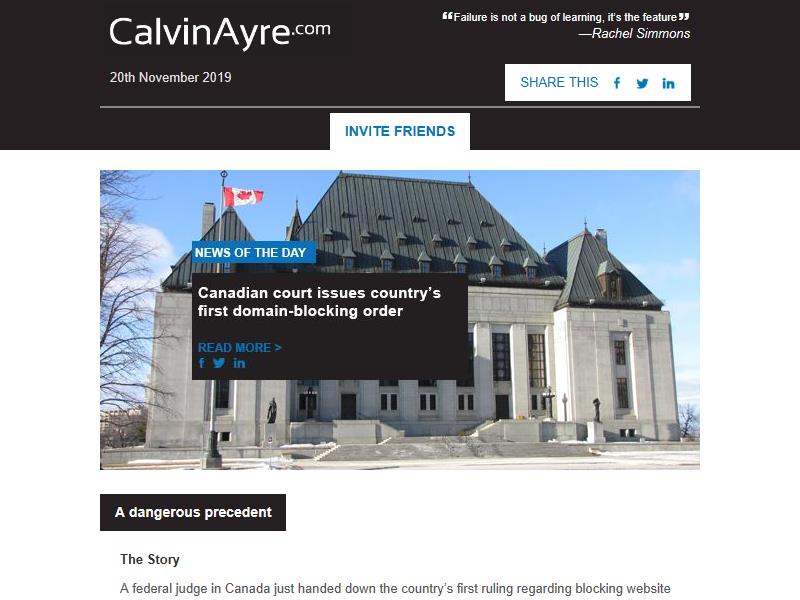 CalvinAyre.com
❝Failure is not a bug of learning, it's the feature❞
—Rachel Simmons
20th November 2019
SHARE THIS
INVITE FRIENDS
NEWS OF THE DAY
Canadian court issues country's
first domain-blocking order
READ MORE >
A dangerous precedent
The Story
A federal judge in Canada just handed down the country's first ruling regarding blocking website